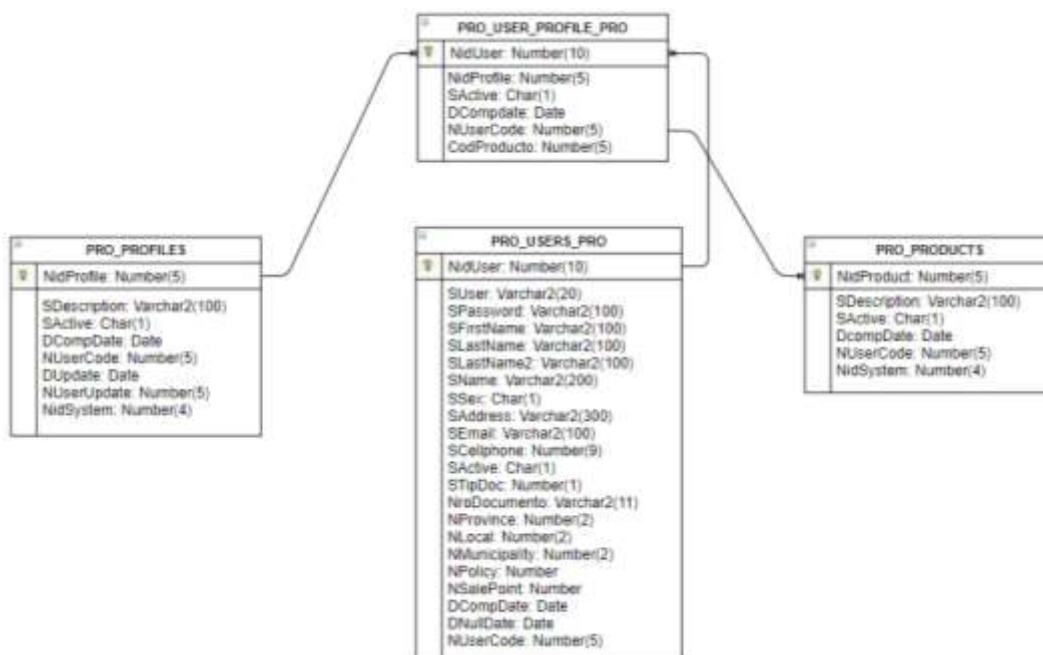 PRO_USER_PROFILE_PRO
NidUser: Number(10)
NidProfile: Number(5)
SActive: Char(1)
DCompdate: Date
NUserCode: Number(5)
CodProducto: Number(5)
PRO_PROFILES
NidProfile: Number(5)
SDescription: Varchar2(100)
SActive: Char(1)
DCompDate: Date
NUserCode: Number(5)
DUpdate: Date
NUserUpdate: Number(5)
NidSystem: Number(4)
PRO_USERS_PRO
NidUser: Number(10)
SUser: Varchar2(20)
SPassword: Varchar2(100)
SFirstName: Varchar2(100)
SLastName: Varchar2(100)
SLastName2: Varchar2(100)
SName: Varchar2(200)
SSex: Char(1)
SAddress: Varchar2(300)
SEmail: Varchar2(100)
SCellphone: Number(9)
SActive: Char(1)
STipDoc: Number(1)
NroDocumento: Varchar2(11)
NProvince: Number(2)
NLocal: Number(2)
NMunicipality: Number(2)
NPolicy: Number
NSalePoint: Number
DCompDate: Date
DNullDate: Date
NUserCode: Number(5)
PRO_PRODUCTS
NidProduct: Number(5)
SDescription: Varchar2(100)
SActive: Char(1)
DcompDate: Date
NUserCode: Number(5)
NidSystem: Number(4)